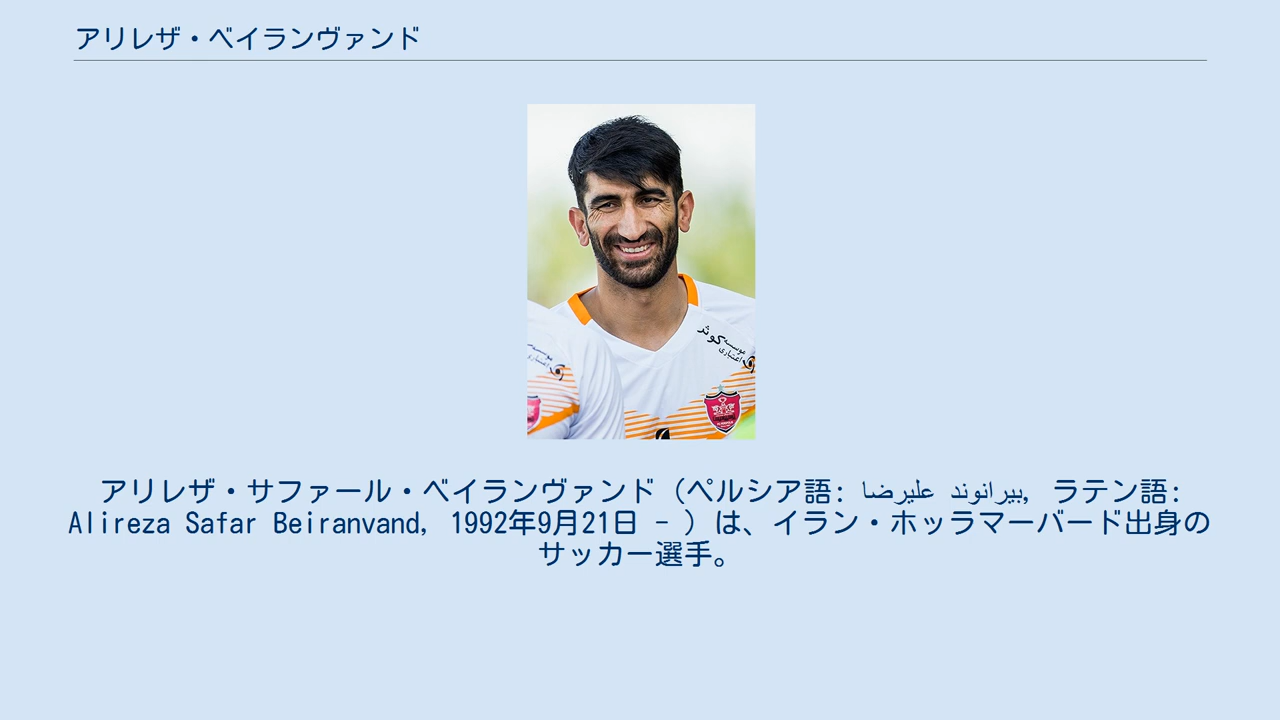 アリレザ・ベイランヴァンド
موسسه کوثر
اعتباری
アリレザ・サファール・ベイランヴァンド（ペルシア語: بیرانوند علیرضا, ラテン語:
Alireza Safar Beiranvand, 1992年9月21日 - ）は、イラン・ホッラマーバード出身の
サッカー選手。